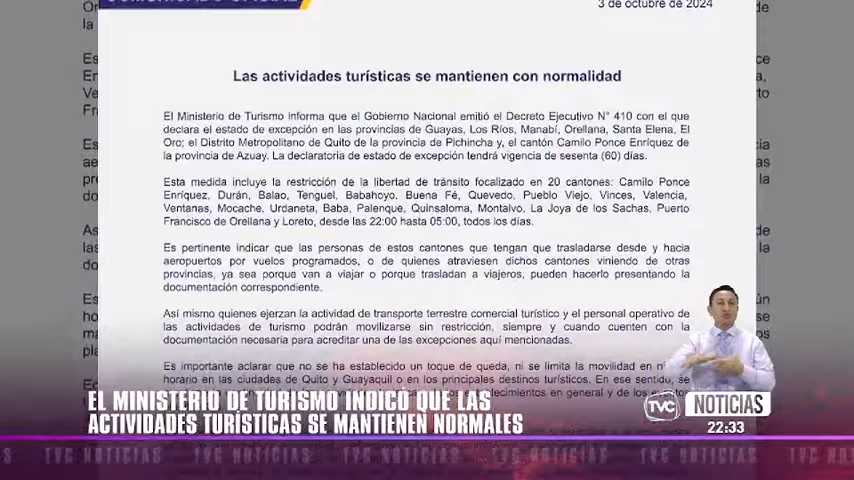 3 de octubre de 2024
Las actividades turísticas se mantienen con normalidad
El Ministerio de Turismo informa que el Gobierno Nacional emitió el Decreto Ejecutivo N° 410 con el que
declara el estado de excepción en las provincias de Guayas, Los Ríos, Manabí, Orellana, Santa Elena, El
Oro; el Distrito Metropolitano de Quito de la provincia de Pichincha y, el cantón Camilo Ponce Enríquez de
la provincia de Azuay. La declaratoria de estado de excepción tendrá vigencia de sesenta (60) días.
Esta medida incluye la restricción de la libertad de tránsito focalizado en 20 cantones: Camilo Ponce
Enríquez, Durán, Balao, Tenguel, Babahoyo, Buena Fé, Quevedo, Pueblo Viejo, Vinces, Valencia,
Ventanas, Mocache, Urdaneta, Baba, Palenque, Quinsaloma, Montalvo, La Joya de los Sachas, Puerto
Francisco de Orellana y Loreto, desde las 22:00 hasta 05:00, todos los días.
Es pertinente indicar que las personas de estos cantones que tengan que trasladarse desde y hacia
aeropuertos por vuelos programados, o de quienes atraviesen dichos cantones viniendo de otras
provincias, ya sea porque van a viajar o porque trasladan a viajeros, pueden hacerlo presentando la
documentación correspondiente.
Así mismo quienes ejerzan la actividad de transporte terrestre comercial turístico y el personal operativo de
las actividades de turismo podrán movilizarse sin restricción, siempre y cuando cuenten con la
documentación necesaria para acreditar una de las excepciones aquí mencionadas.
Es importante aclarar que no se ha establecido un toque de queda, ni se limita la movilidad en
horario en las ciudades de Quito y Guayaquil o en los principales destinos turísticos. En ese sentido, se
en general y de los
EL MINISTERIO DE TURISMO INDICÓ QUE LAS
ACTIVIDADES TURÍSTICAS SE MANTIENEN NORMALES
TVC NOTICIAS
22:33
TVC NOTICIAS TVC NOTICIAS TVC NOTICIAS TVC NOTICIAS